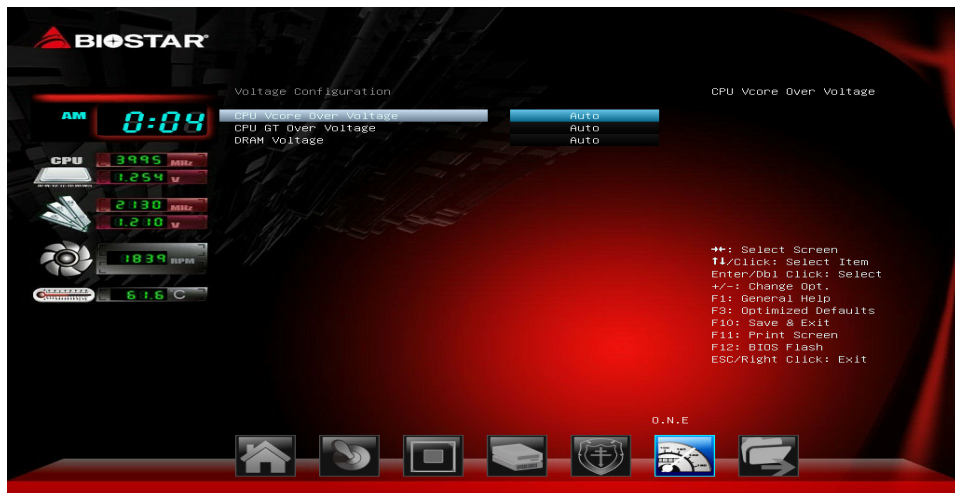 BIOSTAR
Voltage Configuration
CPU Vcore Over Voltage
AM 0:04
CPU Vcore Over Voltage Auto
CPU GT Over Voltage Auto
DRAM Voltage Auto
CPU 3995 MHz
1.254 V
2130 MHz
1.210 V
1839 RPM
61.6 °C
→←: Select Screen
↑↓/Click: Select Item
Enter/Dbl Click: Select
+/-: Change Opt.
F1: General Help
F3: Optimized Defaults
F10: Save & Exit
F11: Print Screen
F12: BIOS Flash
ESC/Right Click: Exit
O.N.E